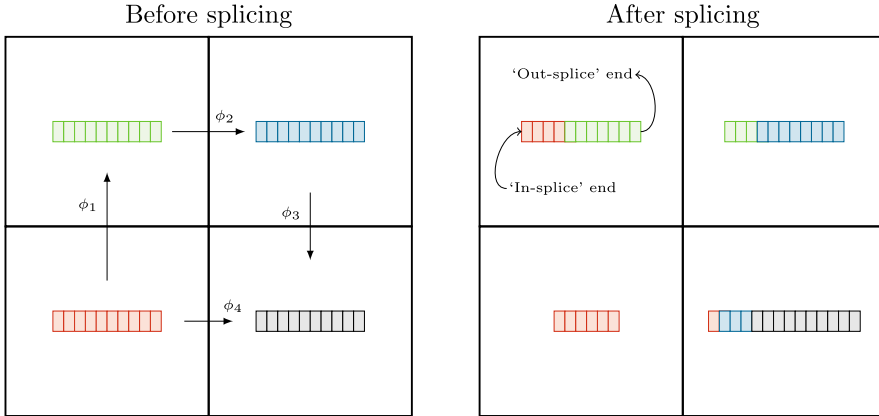 Before splicing
After splicing
ϕ2
ϕ1
ϕ3
ϕ4
‘Out-splice’ end
‘In-splice’ end